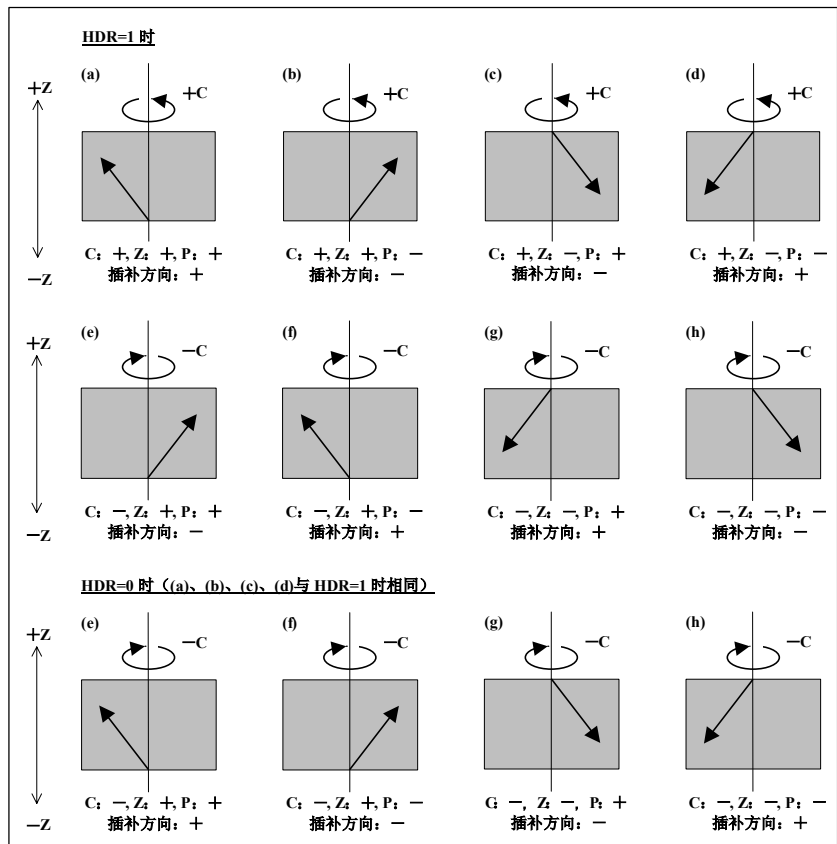 HDR=1 时
(a) (b) (c) (d)
+Z
+C +C +C +C
C：+, Z：+, P：+ C：+, Z：+, P：− C：+, Z：−, P：+ C：+, Z：−, P：−
−Z
插补方向：+ 插补方向：− 插补方向：− 插补方向：+
(e) (f) (g) (h)
+Z
−C −C −C −C
C：−, Z：+, P：+ C：−, Z：+, P：− C：−, Z：−, P：+ C：−, Z：−, P：−
−Z
插补方向：− 插补方向：+ 插补方向：+ 插补方向：−
HDR=0 时（(a)、(b)、(c)、(d)与 HDR=1 时相同）
(e) (f) (g) (h)
+Z
−C −C −C −C
C：−, Z：+, P：+ C：−, Z：+, P：− G：−, Z：−, P：+ C：−, Z：−, P：−
−Z
插补方向：+ 插补方向：− 插补方向：− 插补方向：+